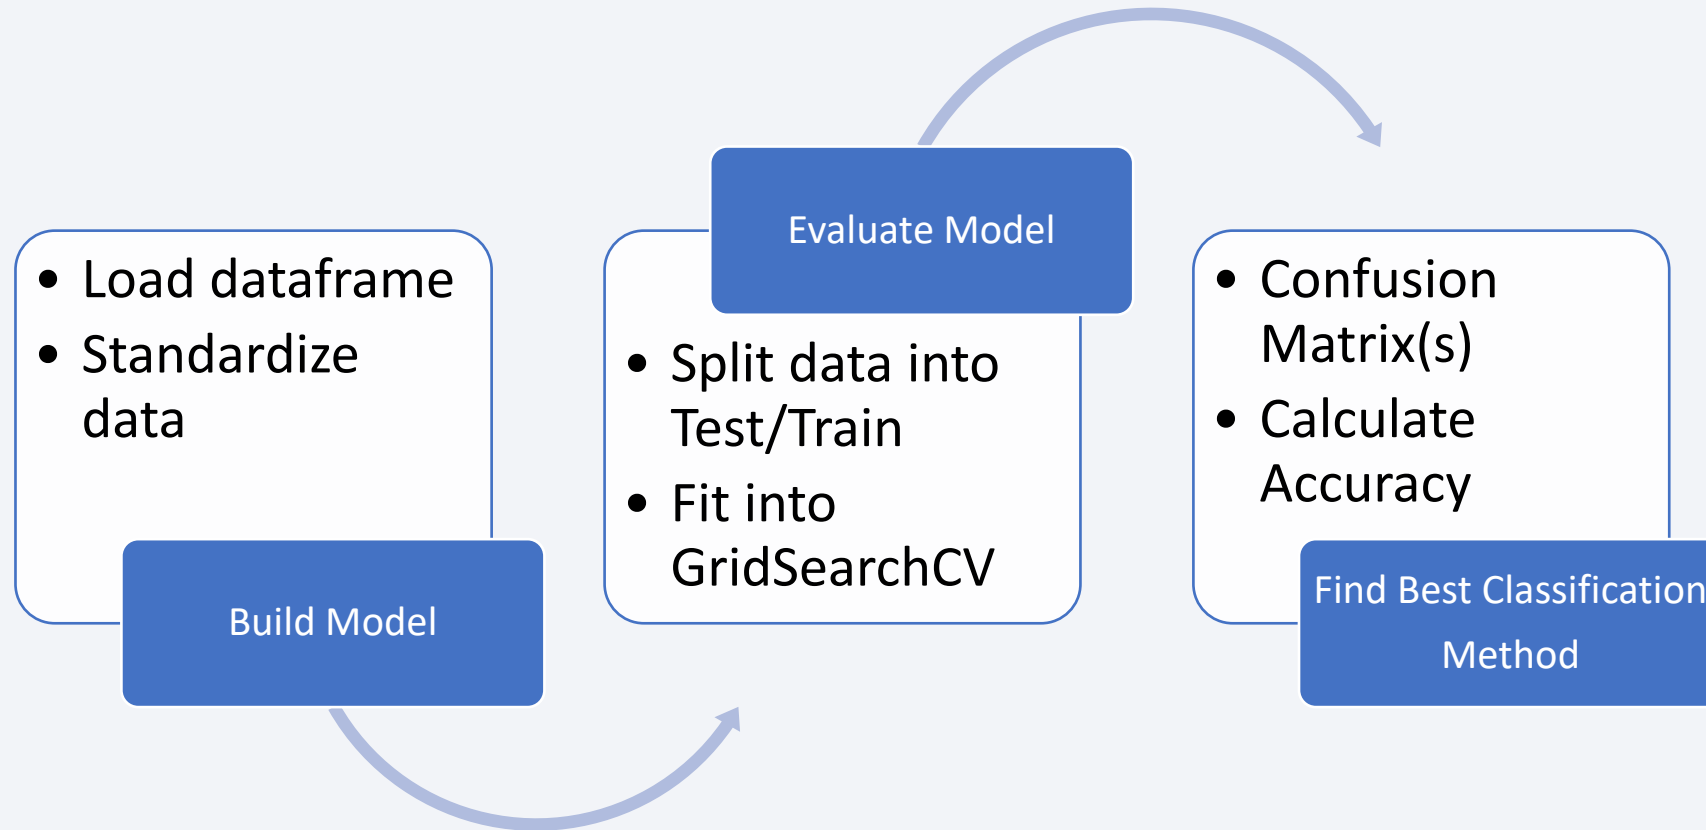 • Load dataframe
• Standardize
data
Build Model
Evaluate Model
• Split data into
Test/Train
• Fit into
GridSearchCV
• Confusion
Matrix(s)
• Calculate
Accuracy
Find Best Classification
Method